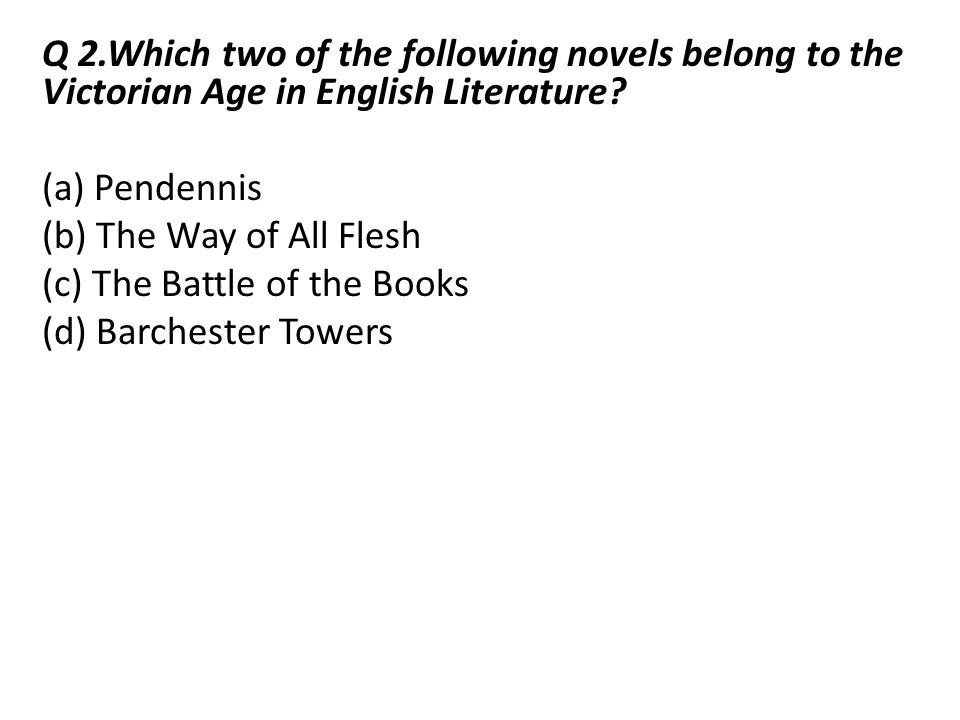 Q 2.Which two of the following novels belong to the
Victorian Age in English Literature?
(a) Pendennis
(b) The Way of All Flesh
(c) The Battle of the Books
(d) Barchester Towers